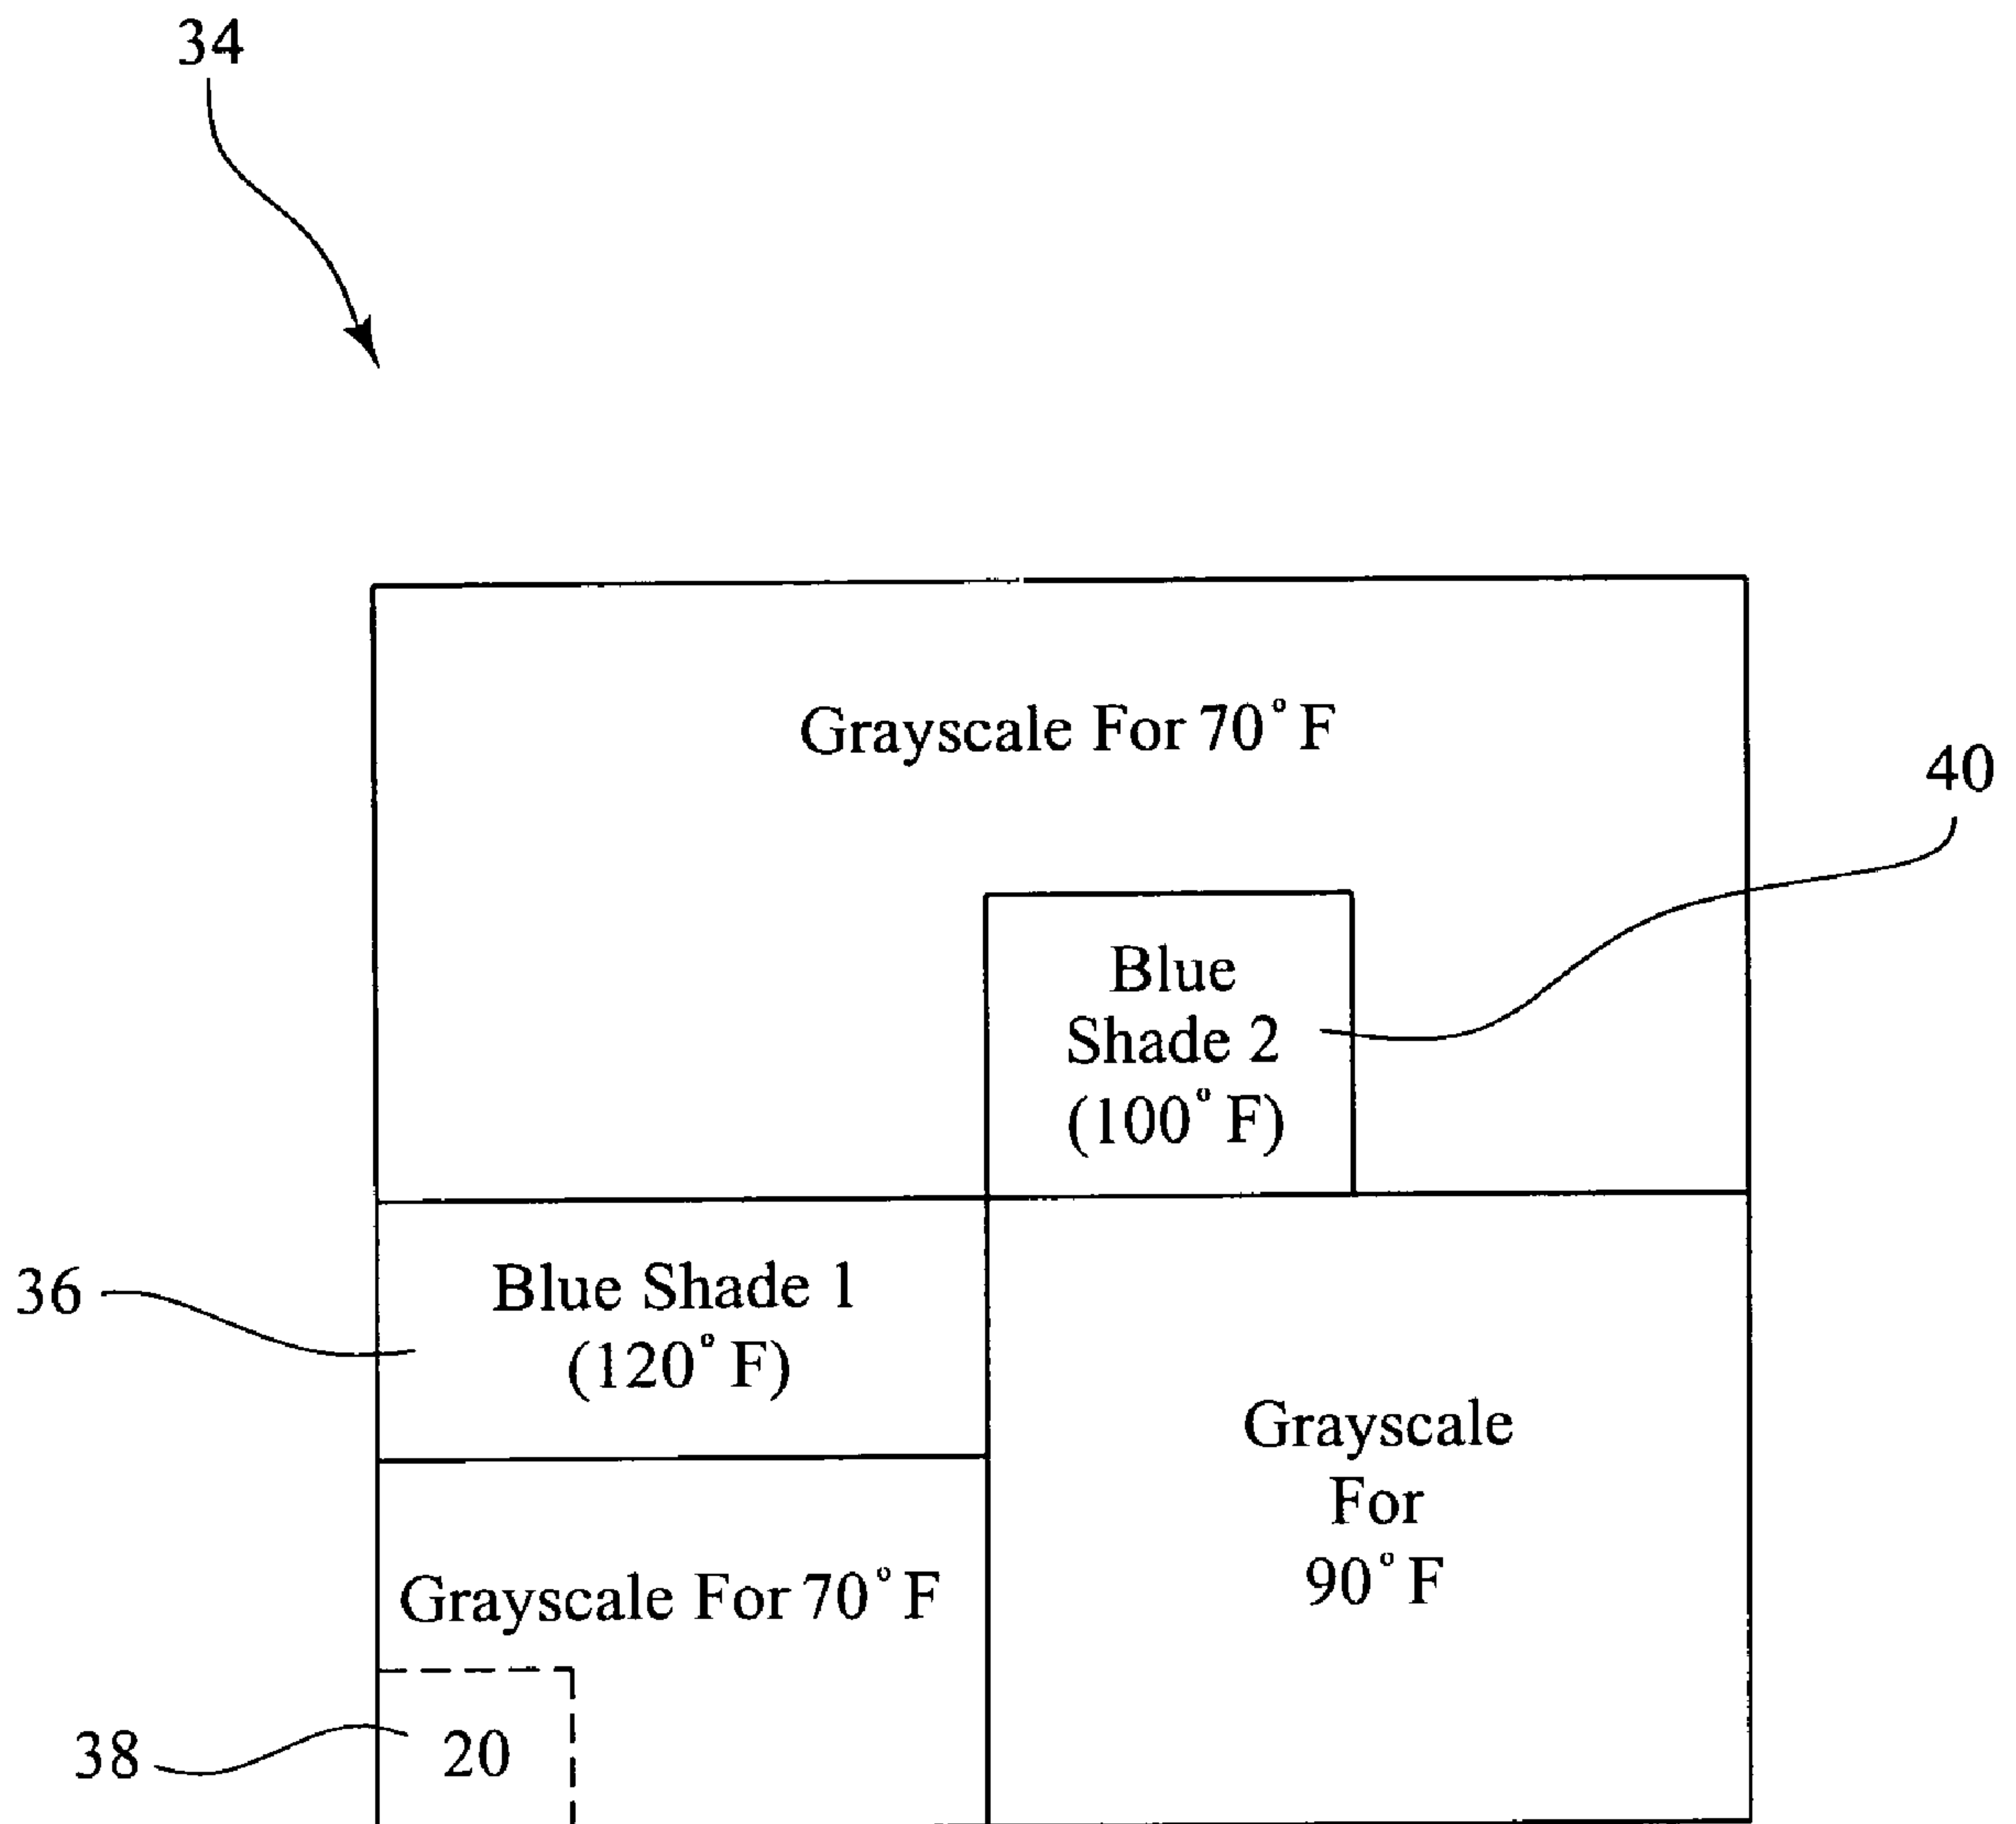 34
Grayscale For 70° F
40
Blue
Shade 2
(100° F)
36
Blue Shade 1
(120° F)
Grayscale
For
90° F
Grayscale For 70° F
38
20